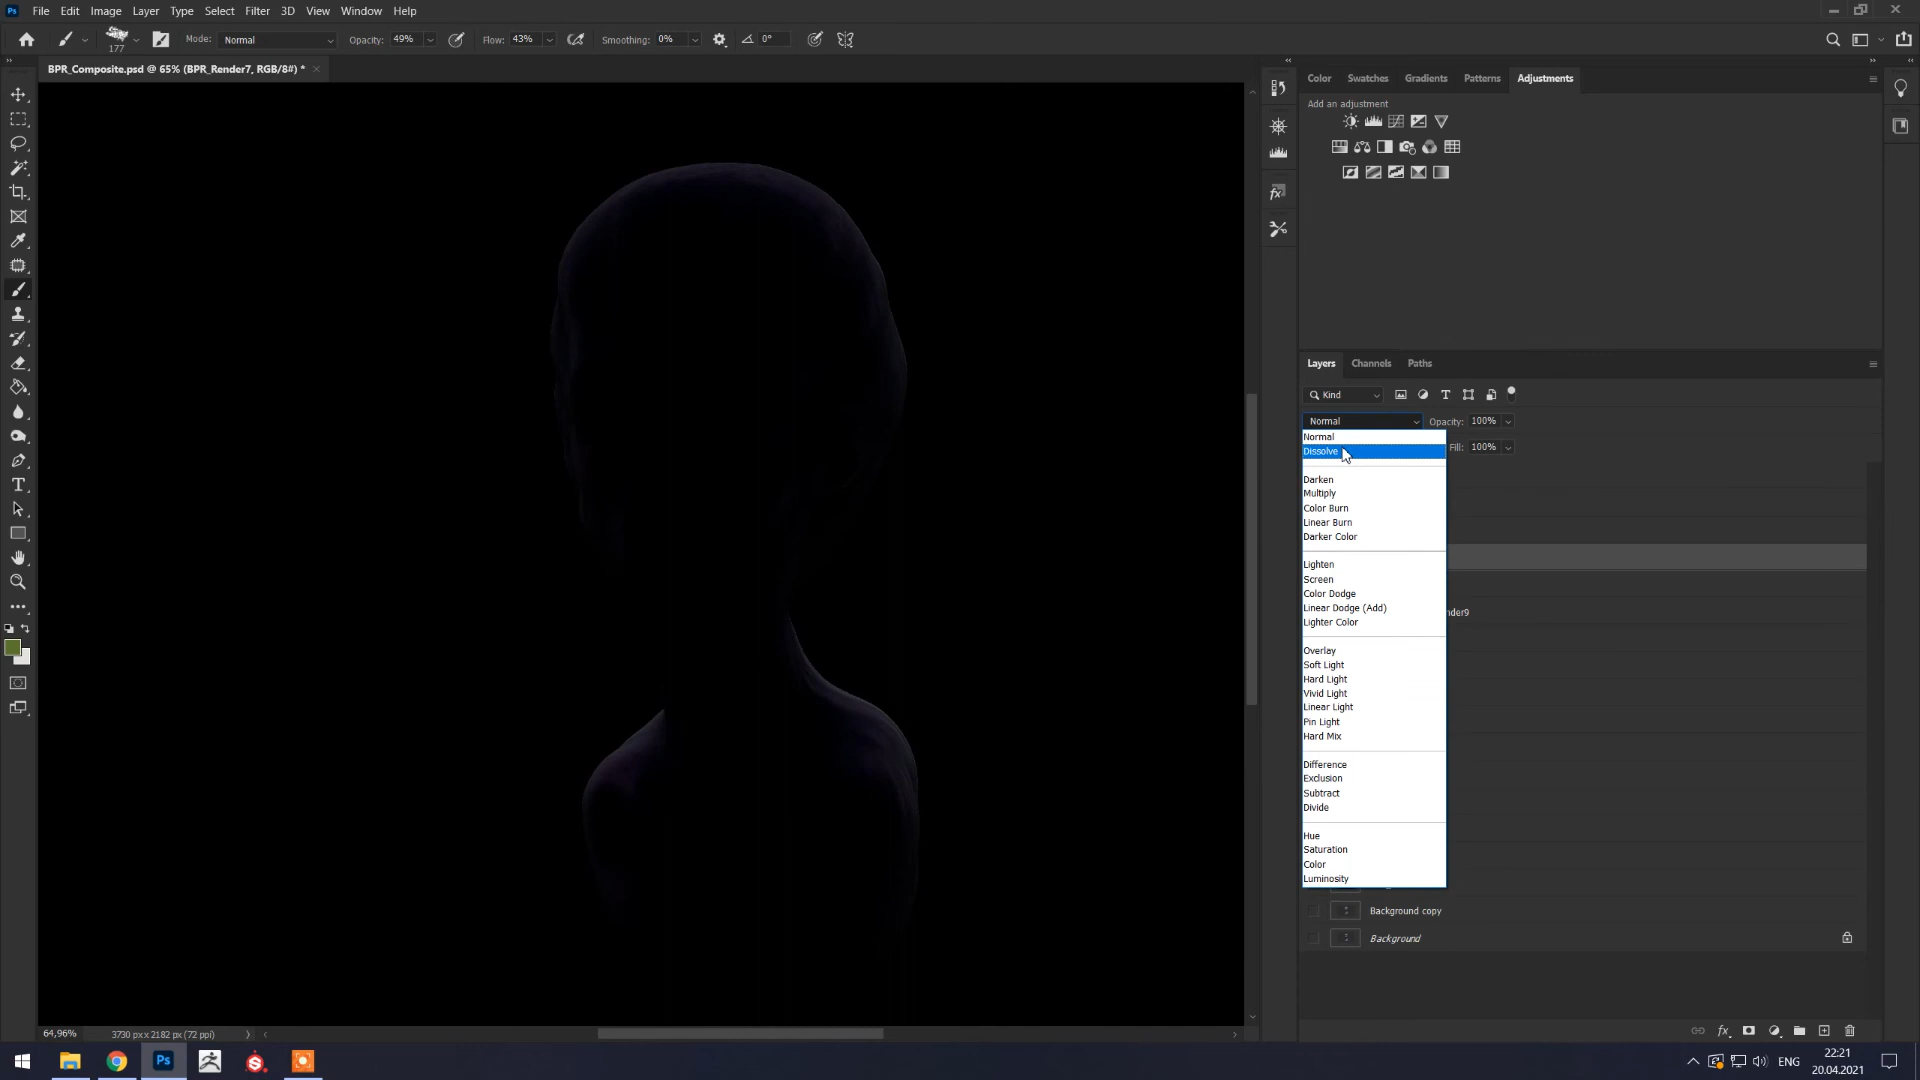 Ps File Edit Image Layer Type Select Filter 3D View Window Help
177 Mode: Normal Opacity: 49% Flow: 43% Smoothing: 0% 0°
BPR_Composite.psd @ 65% (BPR_Render7, RGB/8#) *
Color Swatches Gradients Patterns Adjustments
Add an adjustment
Layers Channels Paths
Kind
Normal Opacity: 100%
Normal
Dissolve Fill: 100%
Darken
Multiply
Color Burn
Linear Burn
Darker Color
Lighten
Screen
Color Dodge
Linear Dodge (Add) nder9
Lighter Color
Overlay
Soft Light
Hard Light
Vivid Light
Linear Light
Pin Light
Hard Mix
Difference
Exclusion
Subtract
Divide
Hue
Saturation
Color
Luminosity
Background copy
Background
64,96% 3730 px x 2182 px (72 ppi)
Ps ENG 22:21
20.04.2021